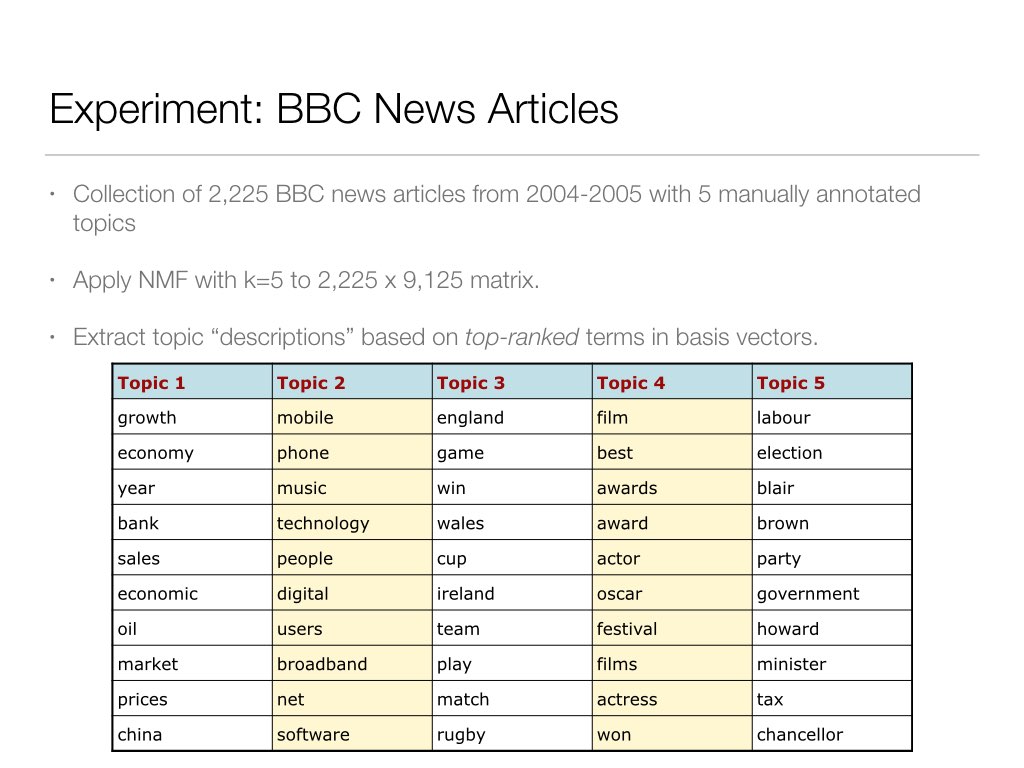 Experiment: BBC News Articles
• Collection of 2,225 BBC news articles from 2004-2005 with 5 manually annotated
topics
• Apply NMF with k=5 to 2,225 x 9,125 matrix.
• Extract topic “descriptions” based on top-ranked terms in basis vectors.
Topic 1 Topic 2 Topic 3 Topic 4 Topic 5
growth mobile england film labour
economy phone game best election
year music win awards blair
bank technology wales award brown
sales people cup actor party
economic digital ireland oscar government
oil users team festival howard
market broadband play films minister
prices net match actress tax
china software rugby won chancellor